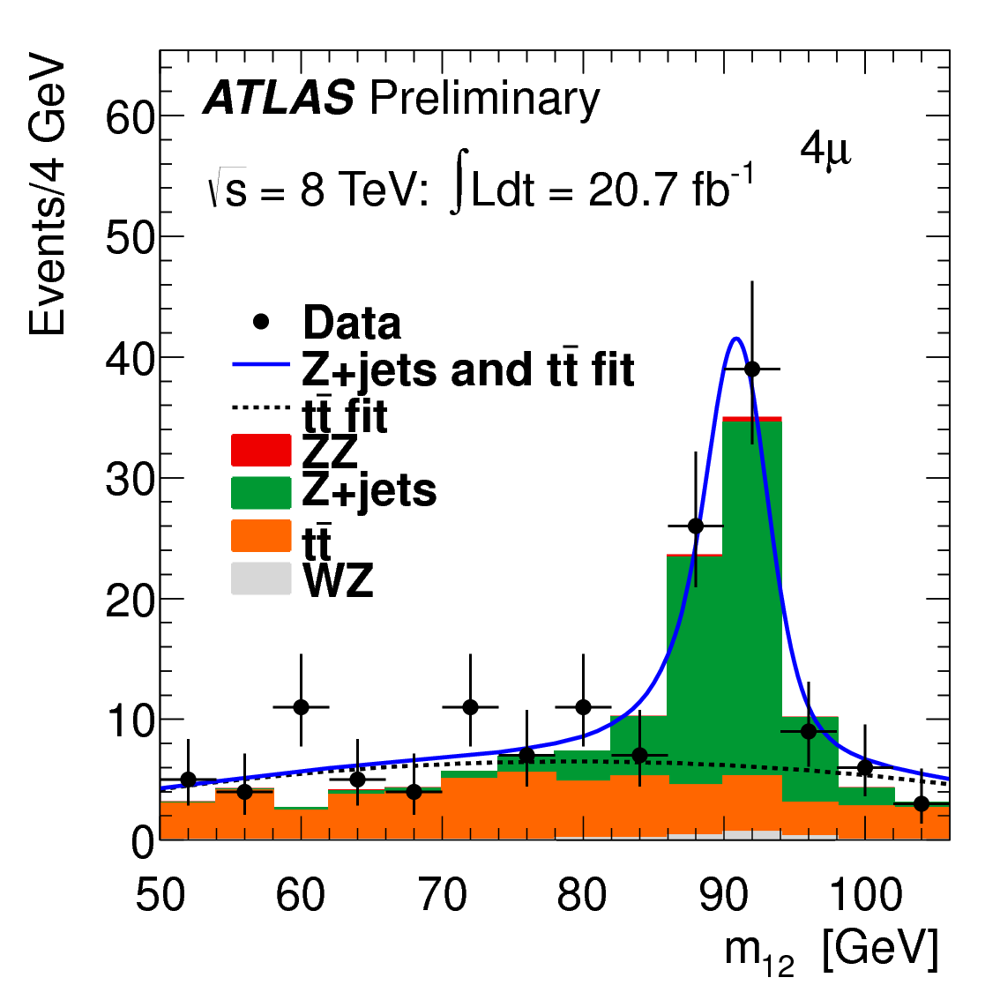 ATLAS Preliminary
4μ
√s = 8 TeV: ∫Ldt = 20.7 fb⁻¹
Events/4 GeV
60
50
40
30
20
10
0
Data
Z+jets and tt̄ fit
tt̄ fit
ZZ
Z+jets
tt̄
WZ
50 60 70 80 90 100
m₁₂ [GeV]